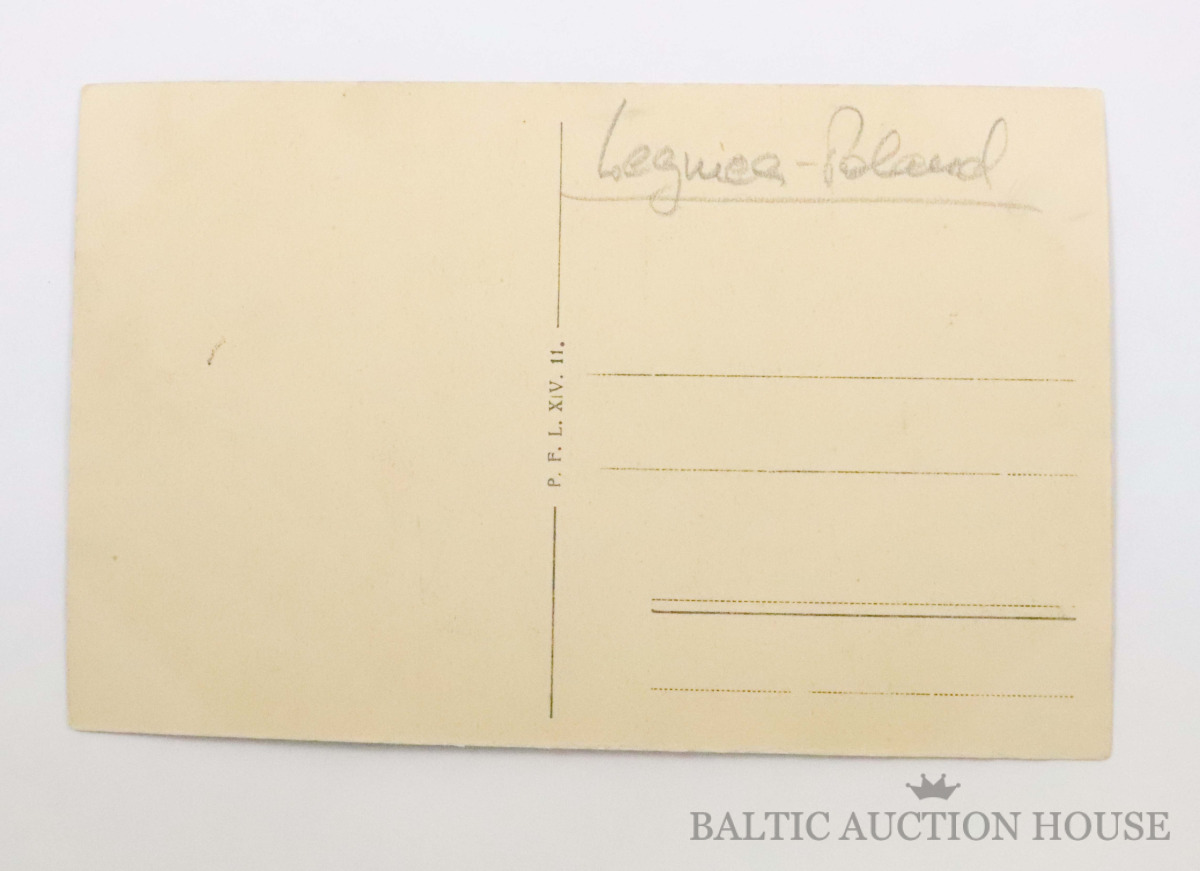 Legnica - Poland
P. F. L. XIV. 11.
BALTIC AUCTION HOUSE